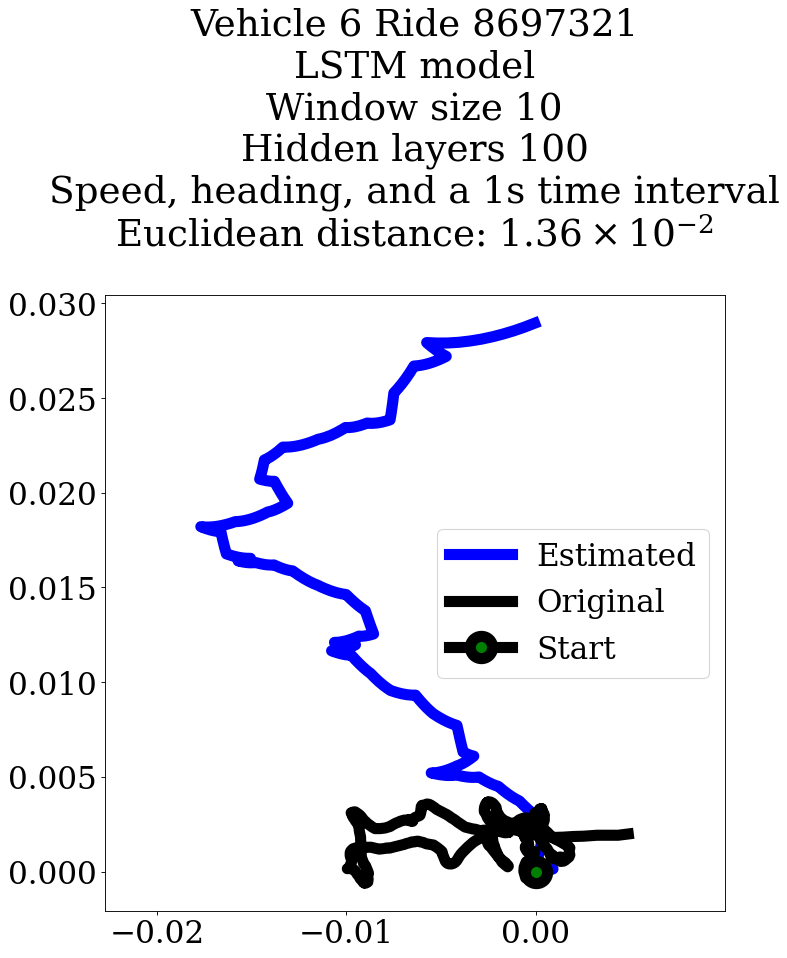 Vehicle 6 Ride 8697321
LSTM model
Window size 10
Hidden layers 100
Speed, heading, and a 1s time interval
Euclidean distance: 1.36 × 10⁻²
0.030
0.025
0.020
0.015
0.010
0.005
0.000
Estimated
Original
Start
−0.02
−0.01
0.00